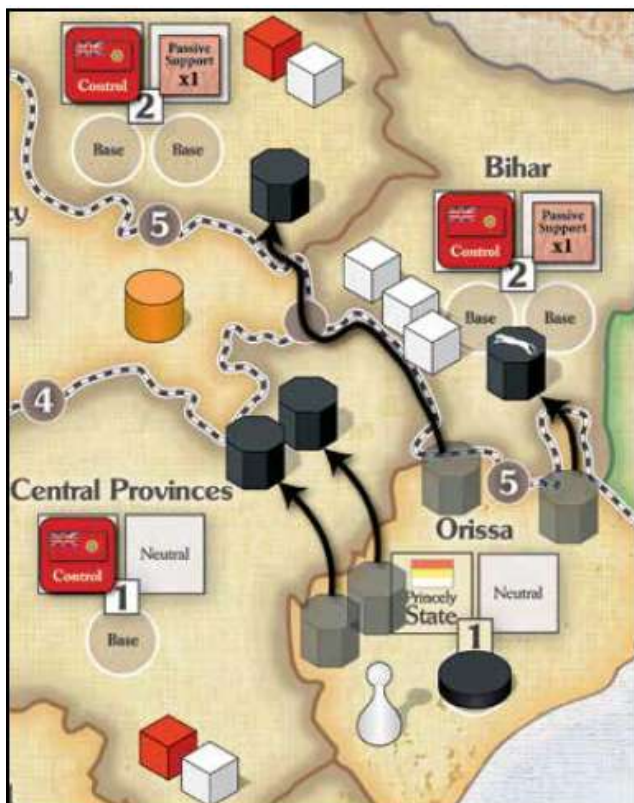 Control
Passive
Support
x1
2
Base
Base
5
Bihar
Control
Passive
Support
x1
2
Base
Base
4
5
Central Provinces
Orissa
Control
Neutral
1
Base
Princely
State
Neutral
1